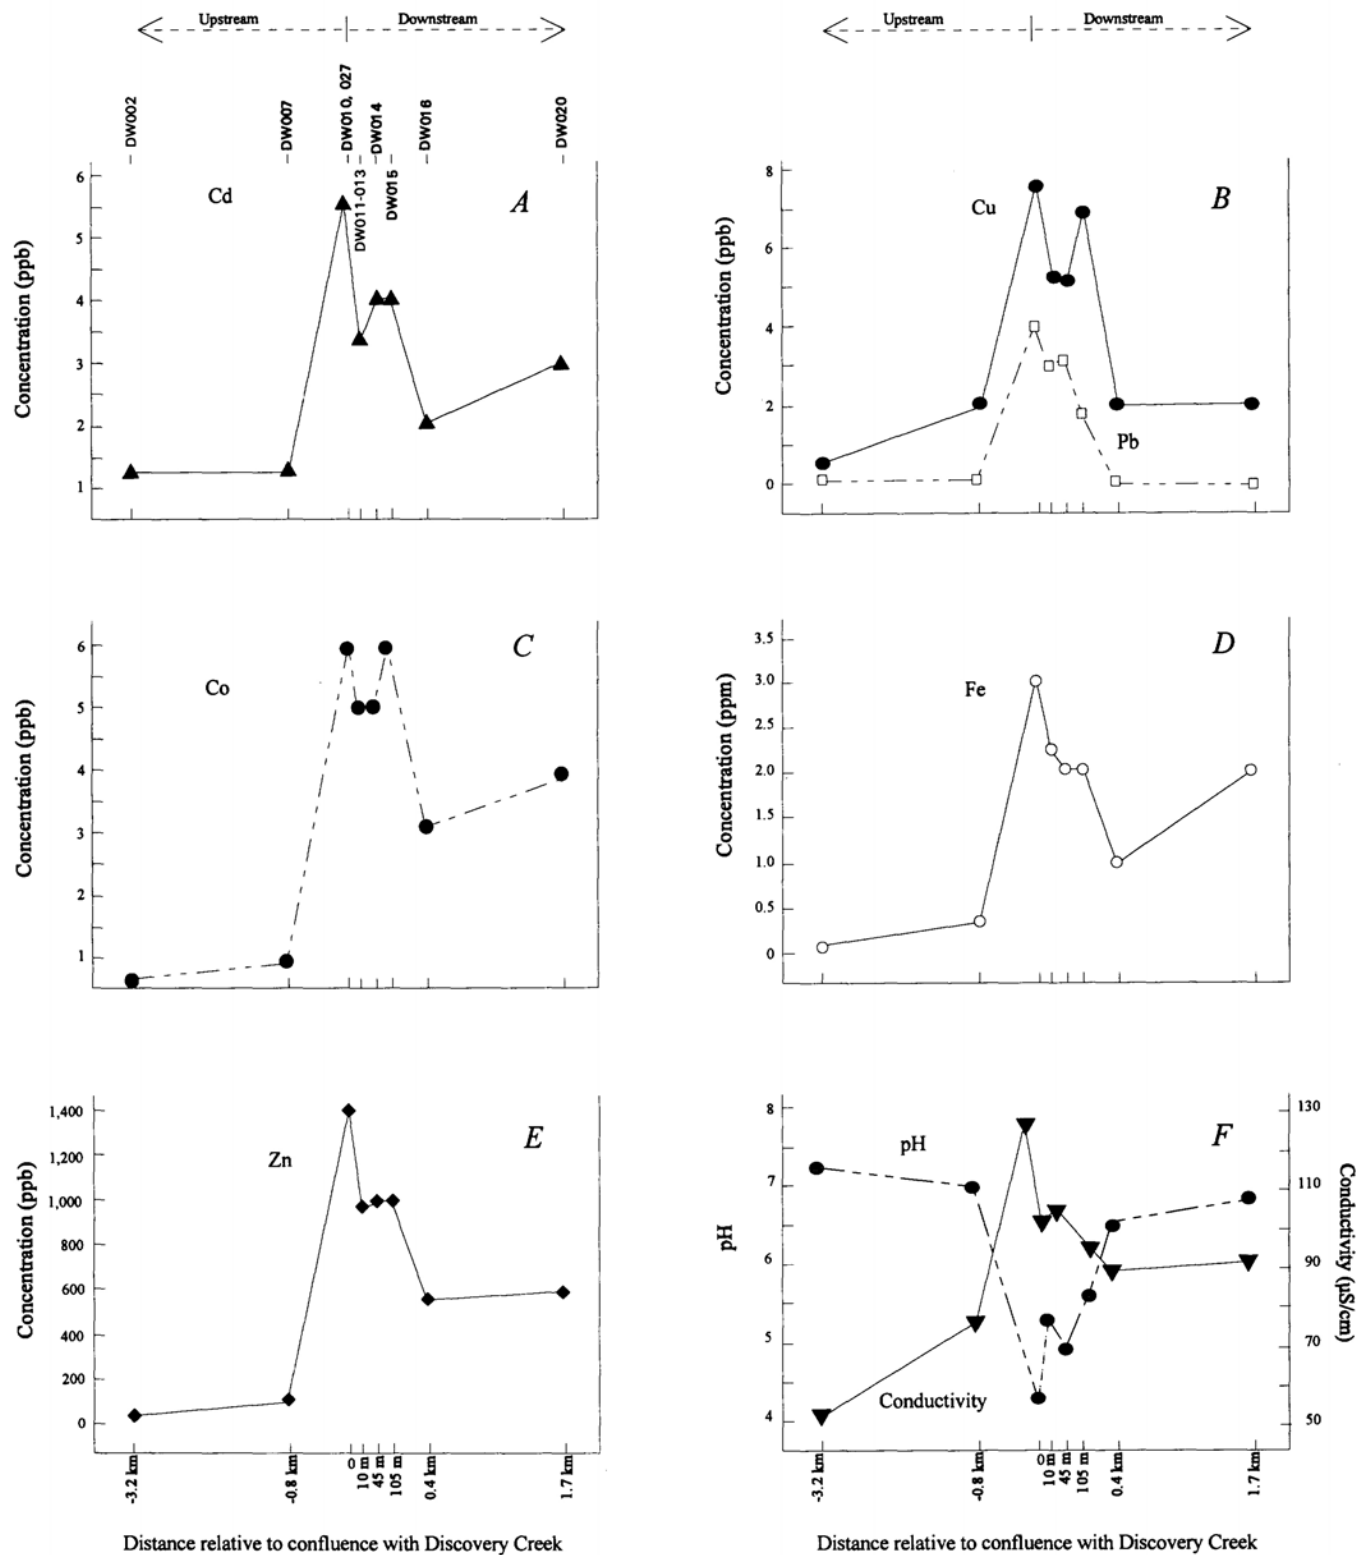 Upstream
Downstream
Upstream
Downstream
DW002
DW007
DW010, 027
DW011-013
DW014
DW015
DW016
DW020
Cd
A
Concentration (ppb)
6
5
4
3
2
1
Cu
B
Pb
Concentration (ppb)
8
6
4
2
0
Co
C
Concentration (ppb)
6
5
4
3
2
1
Fe
D
Concentration (ppm)
3.5
3.0
2.5
2.0
1.5
1.0
0.5
0
Zn
E
Concentration (ppb)
1,400
1,200
1,000
800
600
400
200
0
-3.2 km
-0.8 km
0
10 m
45 m
105 m
0.4 km
1.7 km
Distance relative to confluence with Discovery Creek
pH
F
Conductivity
pH
8
7
6
5
4
130
110
90
70
50
Conductivity (µS/cm)
-3.2 km
-0.8 km
0
10 m
45 m
105 m
0.4 km
1.7 km
Distance relative to confluence with Discovery Creek